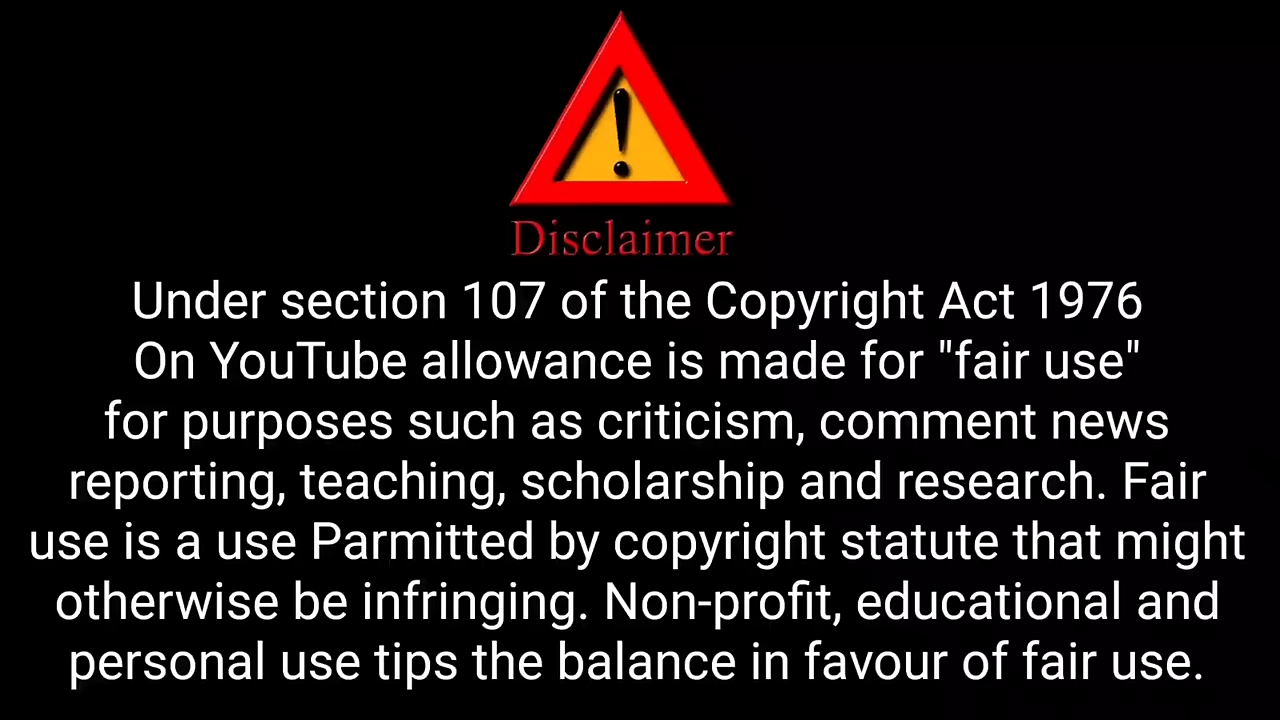 Disclaimer
Under section 107 of the Copyright Act 1976
On YouTube allowance is made for "fair use"
for purposes such as criticism, comment news
reporting, teaching, scholarship and research. Fair
use is a use Parmitted by copyright statute that might
otherwise be infringing. Non-profit, educational and
personal use tips the balance in favour of fair use.